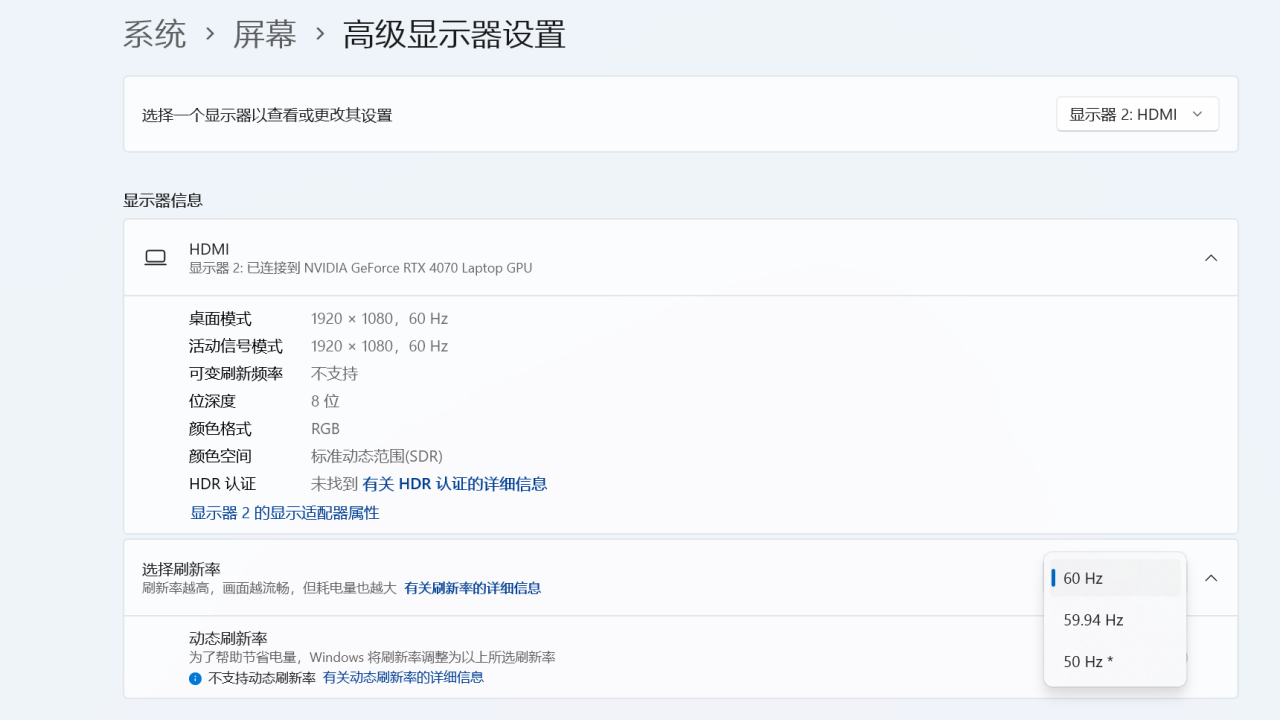 系统 > 屏幕 > 高级显示器设置
选择一个显示器以查看或更改其设置
显示器 2: HDMI
显示器信息
HDMI
显示器 2: 已连接到 NVIDIA GeForce RTX 4070 Laptop GPU
桌面模式 1920 × 1080，60 Hz
活动信号模式 1920 × 1080，60 Hz
可变刷新频率 不支持
位深度 8 位
颜色格式 RGB
颜色空间 标准动态范围(SDR)
HDR 认证 未找到 有关 HDR 认证的详细信息
显示器 2 的显示适配器属性
选择刷新率
刷新率越高，画面越流畅，但耗电量也越大 有关刷新率的详细信息
60 Hz
59.94 Hz
50 Hz *
动态刷新率
为了帮助节省电量，Windows 将刷新率调整为以上所选刷新率
不支持动态刷新率 有关动态刷新率的详细信息